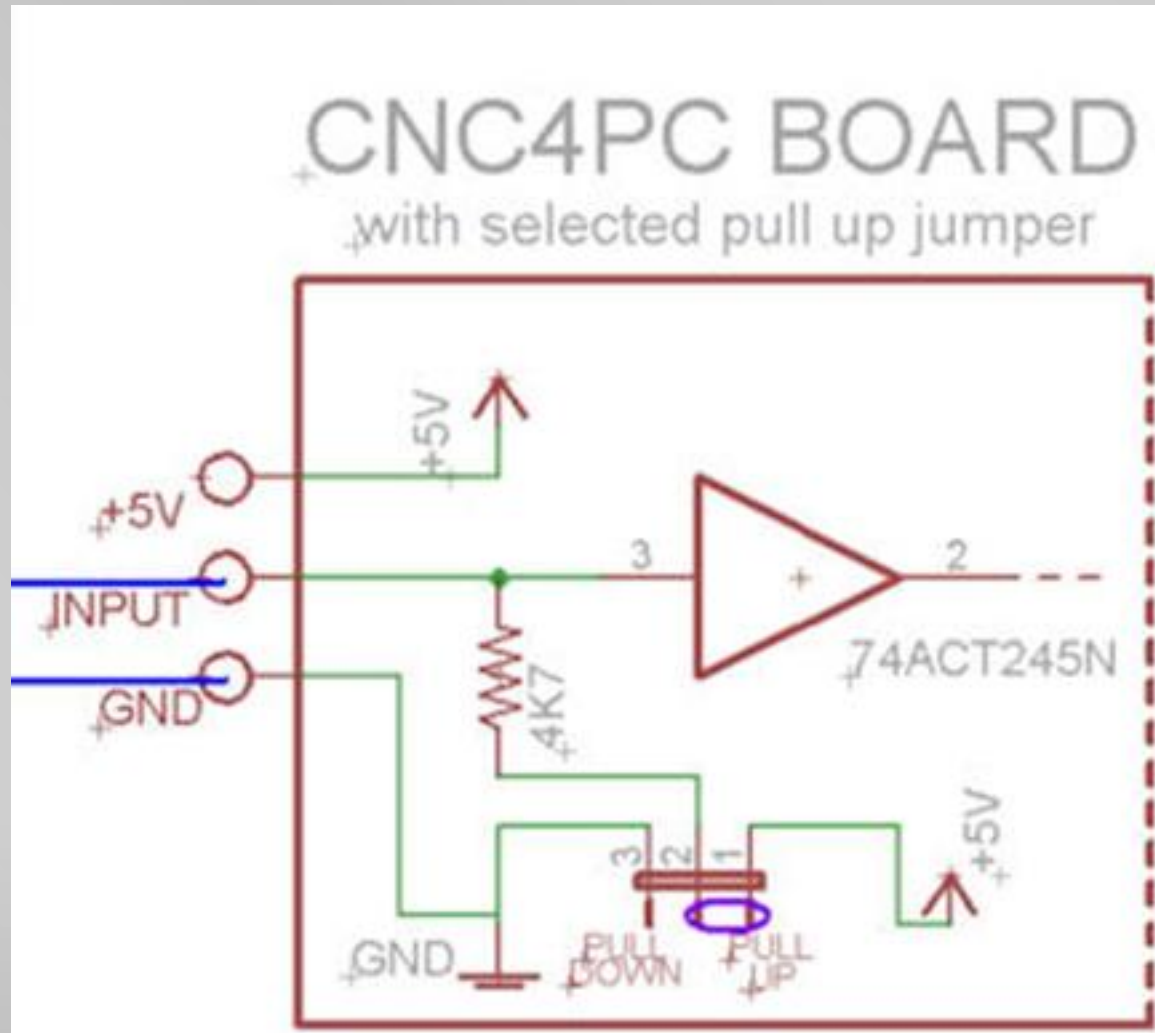 CNC4PC BOARD
with selected pull up jumper
+5V
+5V
3
2
INPUT
74ACT245N
GND
4K7
+5V
3
2
1
GND
PULL
DOWN
PULL
UP